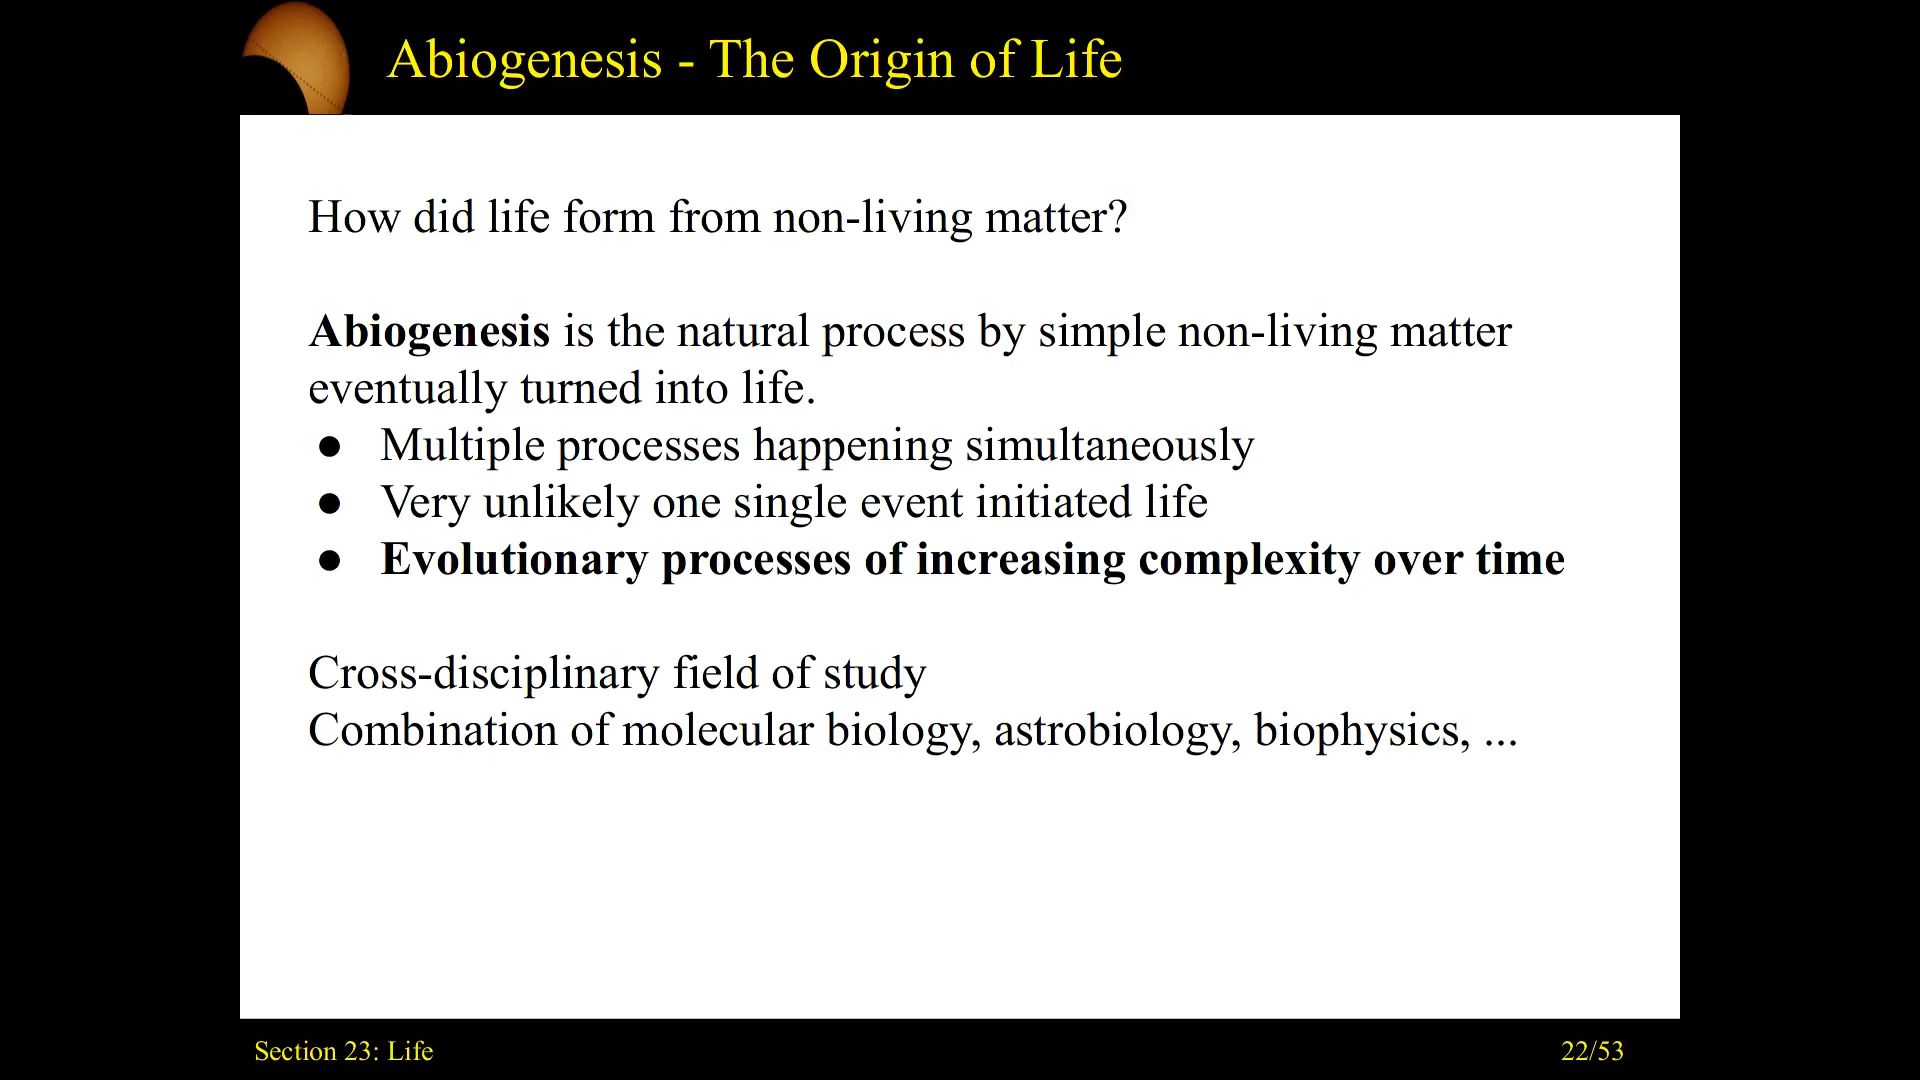 Abiogenesis - The Origin of Life
How did life form from non-living matter?
Abiogenesis is the natural process by simple non-living matter
eventually turned into life.
● Multiple processes happening simultaneously
● Very unlikely one single event initiated life
● Evolutionary processes of increasing complexity over time
Cross-disciplinary field of study
Combination of molecular biology, astrobiology, biophysics, ...
Section 23: Life
22/53